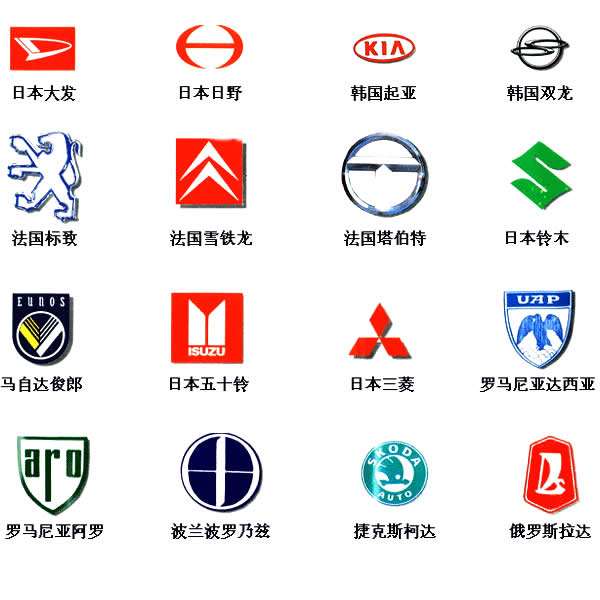 KIA
日本大发
日本日野
韩国起亚
韩国双龙
法国标致
法国雪铁龙
法国塔伯特
日本铃木
EUNOS
ISUZU
UAP
马自达俊郎
日本五十铃
日本三菱
罗马尼亚达西亚
aro
SKODA
AUTO
罗马尼亚阿罗
波兰波罗乃兹
捷克斯柯达
俄罗斯拉达